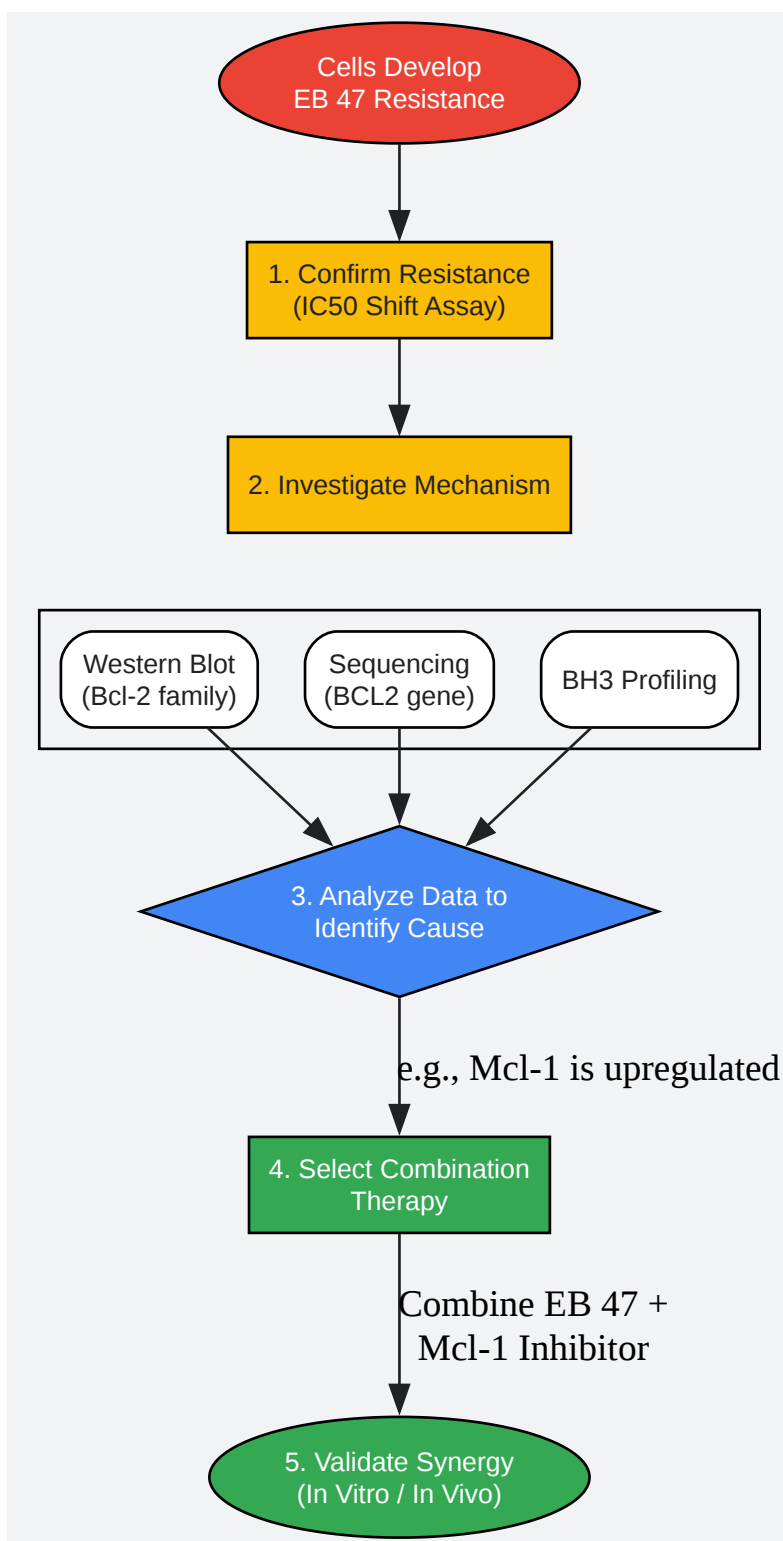 Cells Develop
EB 47 Resistance
1. Confirm Resistance
(IC50 Shift Assay)
2. Investigate Mechanism
Western Blot
(Bcl-2 family)
Sequencing
(BCL2 gene)
BH3 Profiling
3. Analyze Data to
Identify Cause
e.g., Mcl-1 is upregulated
4. Select Combination
Therapy
Combine EB 47 +
Mcl-1 Inhibitor
5. Validate Synergy
(In Vitro / In Vivo)